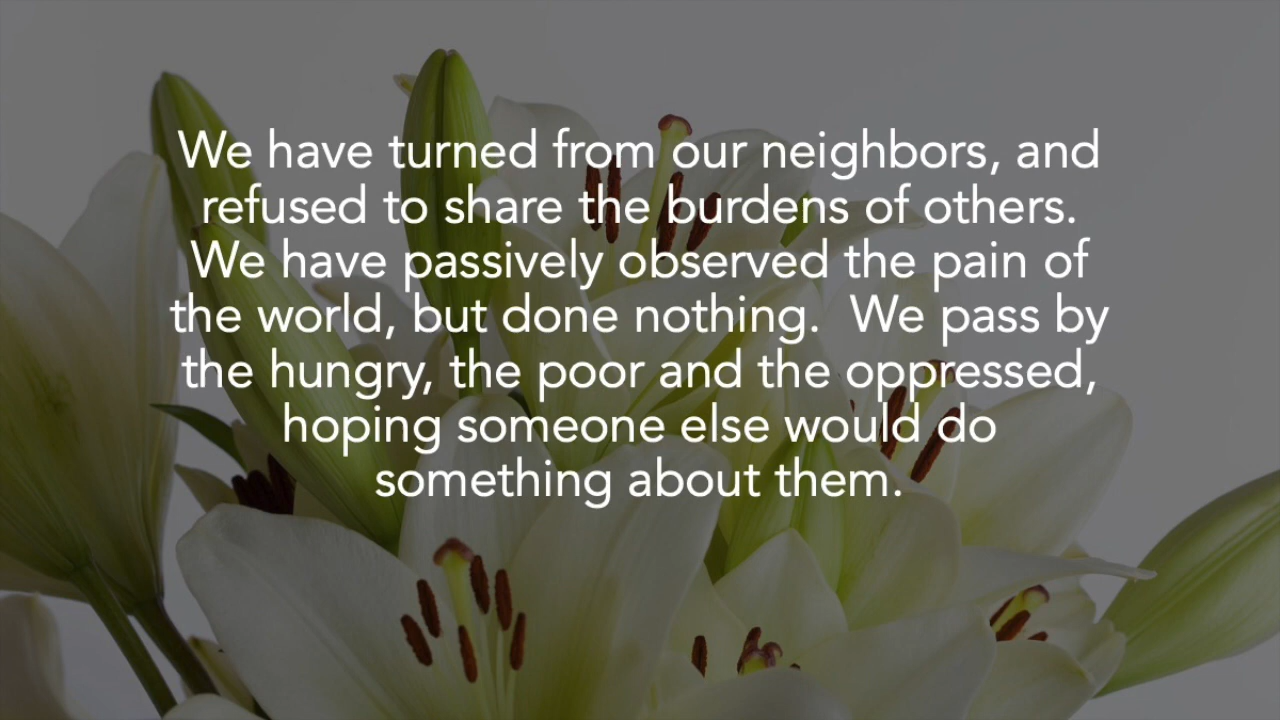 We have turned from our neighbors, and
refused to share the burdens of others.
We have passively observed the pain of
the world, but done nothing.  We pass by
the hungry, the poor and the oppressed,
hoping someone else would do
something about them.